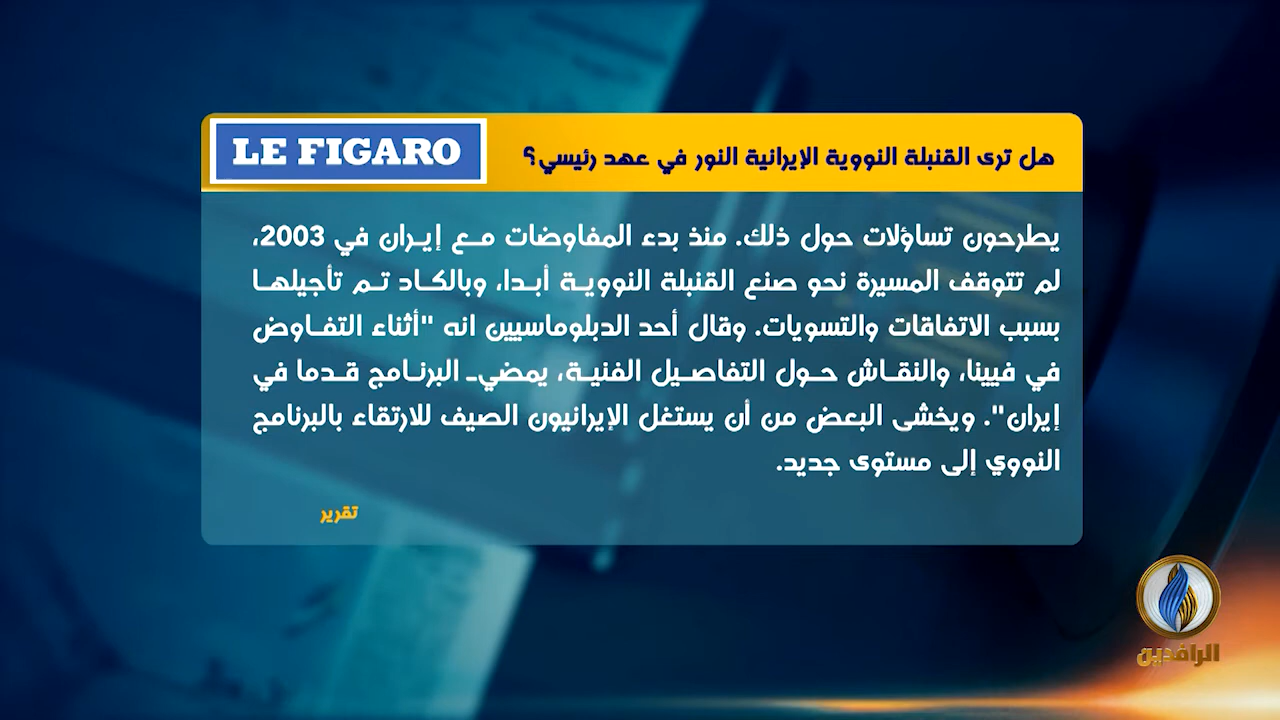 LE FIGARO
هل ترى القنبلة النووية الإيرانية النور في عهد رئيسي؟
يطرحون تساؤلات حول ذلك. منذ بدء المفاوضات مع إيران في 2003،
لم تتوقف المسيرة نحو صنع القنبلة النووية أبدا، وبالكاد تم تأجيلها
بسبب الاتفاقات والتسويات. وقال أحد الدبلوماسيين انه "أثناء التفاوض
في فيينا، والنقاش حول التفاصيل الفنية، يمضي البرنامج قدما في
إيران". ويخشى البعض من أن يستغل الإيرانيون الصيف للارتقاء بالبرنامج
النووي إلى مستوى جديد.
تقرير
الرافدين